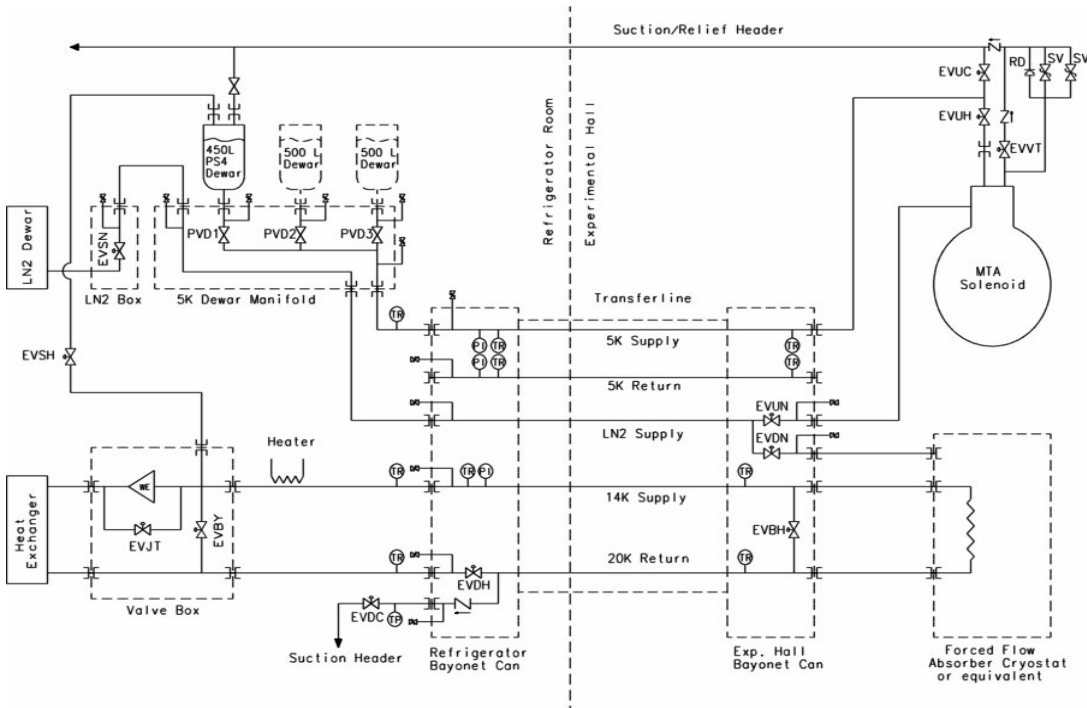 Suction/Relief Header
RD
SV
SV
EVUC
EVUH
EVVT
450L
PS4
Dewar
500 L
Dewar
500 L
Dewar
Refrigerator Room
Experimental Hall
LN2 Dewar
EVSN
PVD1
PVD2
PVD3
MTA
Solenoid
LN2 Box
5K Dewar Manifold
Transferline
TR
5K Supply
PI
TR
TR
PI
TR
TR
EVSH
5K Return
EVUN
LN2 Supply
EVDN
Heater
TR
TR
PI
TR
WE
14K Supply
Heat
Exchanger
EVJT
EVBY
EVBH
TR
EVDH
20K Return
TR
Valve Box
EVDC
TP
Suction Header
Refrigerator
Bayonet Can
Exp. Hall
Bayonet Can
Forced Flow
Absorber Cryostat
or equivalent